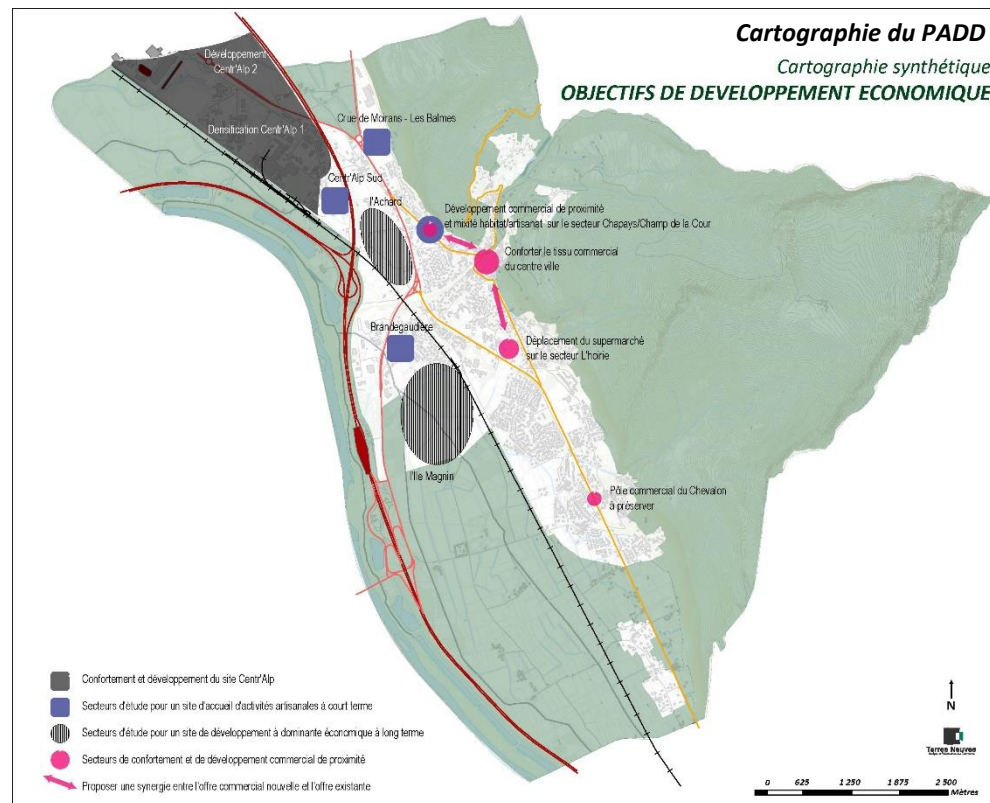 Cartographie du PADD
Cartographie synthétique
OBJECTIFS DE DEVELOPPEMENT ECONOMIQUE
Développement
Centr'Alp 2
Densification Centr'Alp 1
Crue de Moirans - Les Balmes
Centr'Alp Sud
l'Achard
Développement commercial de proximité
et mixité habitat/artisanat sur le secteur Chapays/Champ de la Cour
Conforter le tissu commercial
du centre ville
Déplacement du supermarché
sur le secteur L'hoirie
Brandegaudière
l'Ile Magnin
Pôle commercial du Chevalon
à préserver
Confortement et développement du site Centr'Alp
Secteurs d'étude pour un site d'accueil d'activités artisanales à court terme
Secteurs d'étude pour un site de développement à dominante économique à long terme
Secteurs de confortement et de développement commercial de proximité
Proposer une synergie entre l'offre commercial nouvelle et l'offre existante
N
Terres Neuves
0 625 1 250 1 875 2 500
Mètres